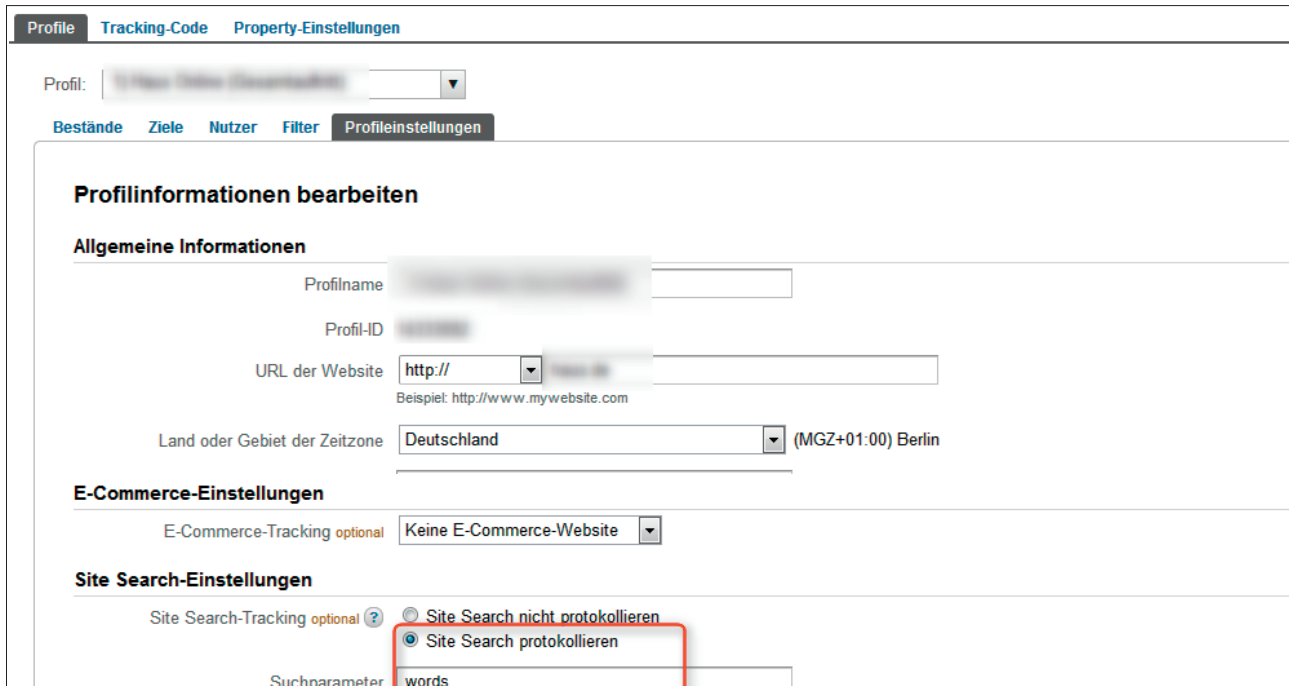 Profile Tracking-Code Property-Einstellungen
Profil:
Bestände Ziele Nutzer Filter Profileinstellungen
Profilinformationen bearbeiten
Allgemeine Informationen
Profilname
Profil-ID
URL der Website http://
Beispiel: http://www.mywebsite.com
Land oder Gebiet der Zeitzone Deutschland (MGZ+01:00) Berlin
E-Commerce-Einstellungen
E-Commerce-Tracking optional Keine E-Commerce-Website
Site Search-Einstellungen
Site Search-Tracking optional ? Site Search nicht protokollieren
Site Search protokollieren
Suchparameter words